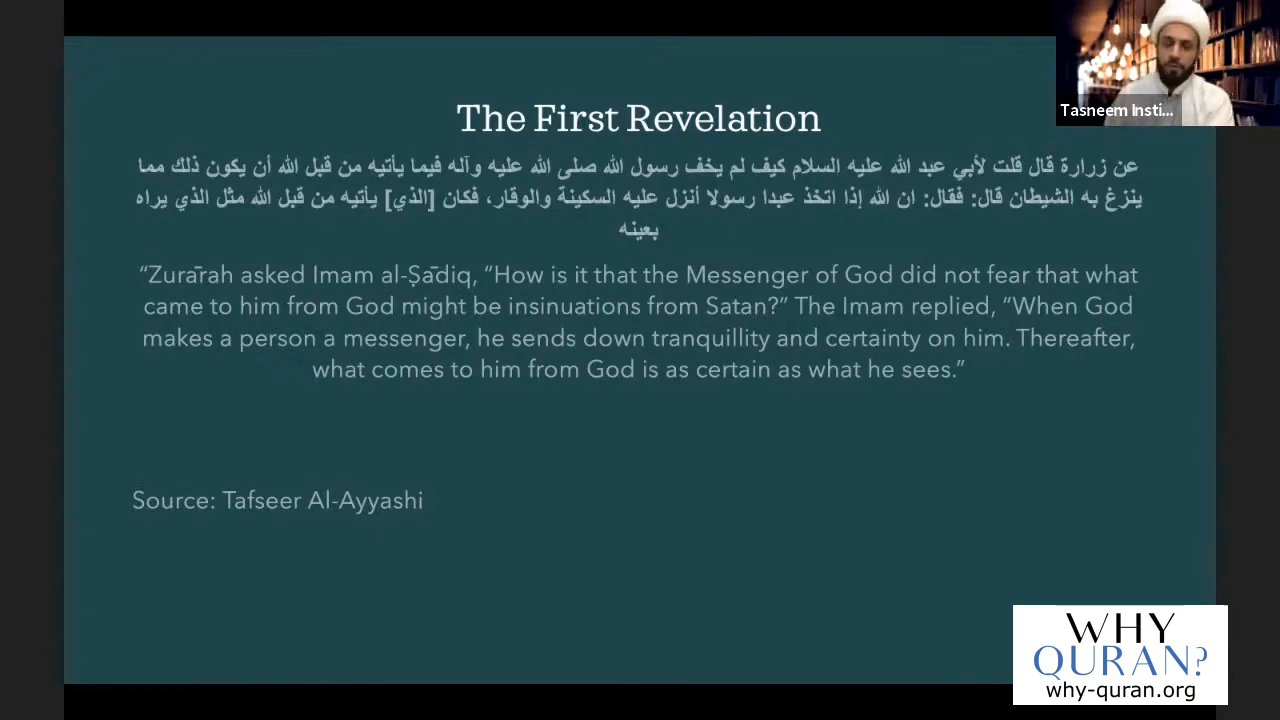 Tasneem Insti...
The First Revelation
عن زرارة قال قلت لأبي عبد الله عليه السلام كيف لم يخف رسول الله صلى الله عليه وآله فيما يأتيه من قبل الله أن يكون ذلك مما
ينزغ به الشيطان قال: فقال: ان الله إذا اتخذ عبدا رسولا أنزل عليه السكينة والوقار، فكان [الذي] يأتيه من قبل الله مثل الذي يراه
بعينه
“Zurārah asked Imam al-Ṣādiq, “How is it that the Messenger of God did not fear that what
came to him from God might be insinuations from Satan?” The Imam replied, “When God
makes a person a messenger, he sends down tranquillity and certainty on him. Thereafter,
what comes to him from God is as certain as what he sees.”
Source: Tafseer Al-Ayyashi
WHY
QURAN?
why-quran.org